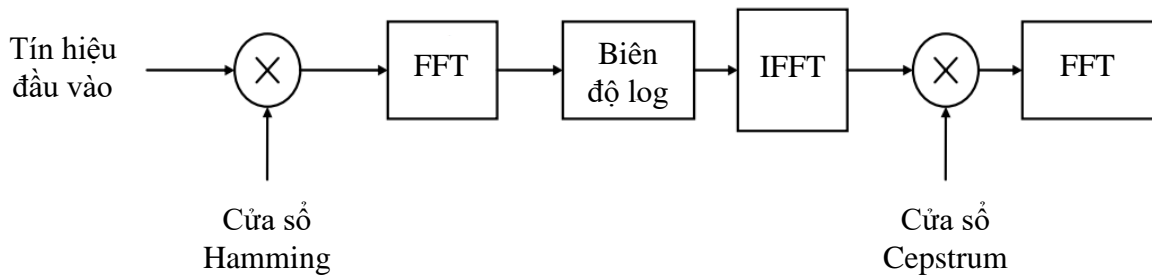 Tín hiệu
đầu vào
FFT
Biên
độ log
IFFT
FFT
Cửa sổ
Hamming
Cửa sổ
Cepstrum